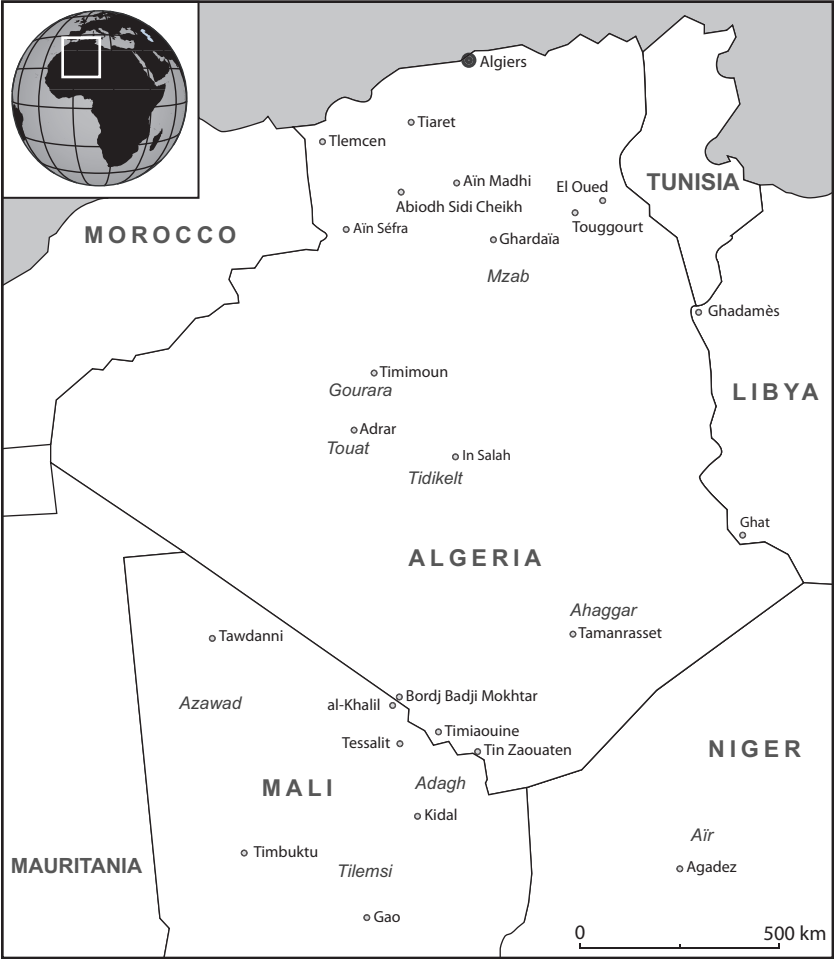 Algiers
Tiaret
Tlemcen
Aïn Madhi
TUNISIA
El Oued
Abiodh Sidi Cheikh
Touggourt
Aïn Séfra
MOROCCO
Ghardaïa
Mzab
Ghadamès
Timimoun
Gourara
LIBYA
Adrar
Touat
In Salah
Tidikelt
Ghat
ALGERIA
Ahaggar
Tamanrasset
Tawdanni
Bordj Badji Mokhtar
Azawad
al-Khalil
Timiaouine
Tessalit
Tin Zaouaten
NIGER
Adagh
MALI
Kidal
Aïr
Timbuktu
MAURITANIA
Tilemsi
Agadez
Gao
0 500 km